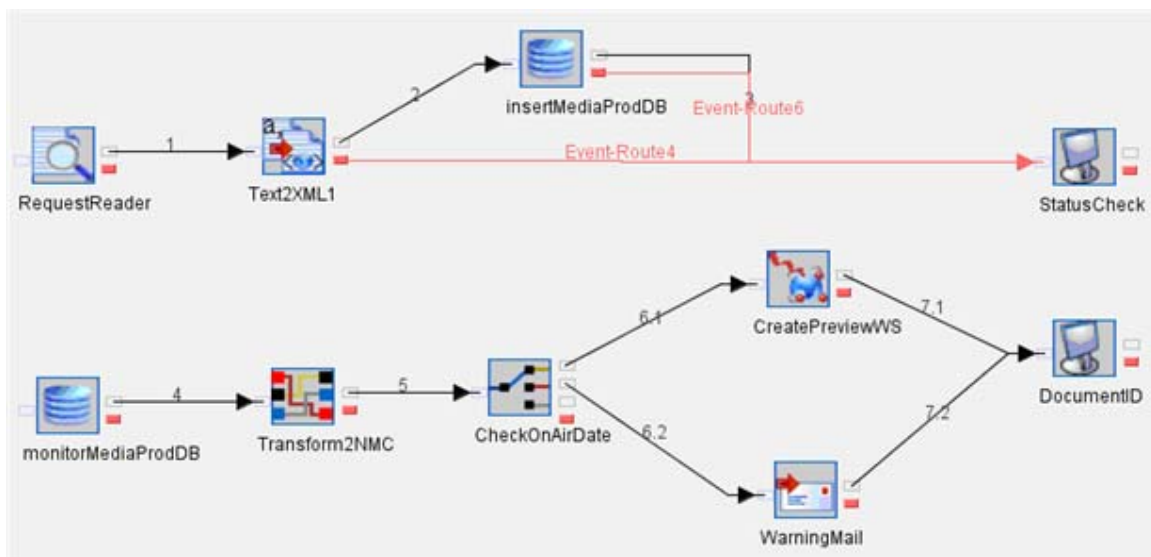 2
insertMediaProdDB
3
Event-Route6
1
a,
Event-Route4
RequestReader
Text2XML1
StatusCheck
6.1
CreatePreviewWS
7.1
4
5
DocumentID
monitorMediaProdDB
Transform2NMC
CheckOnAirDate
6.2
7.2
WarningMail